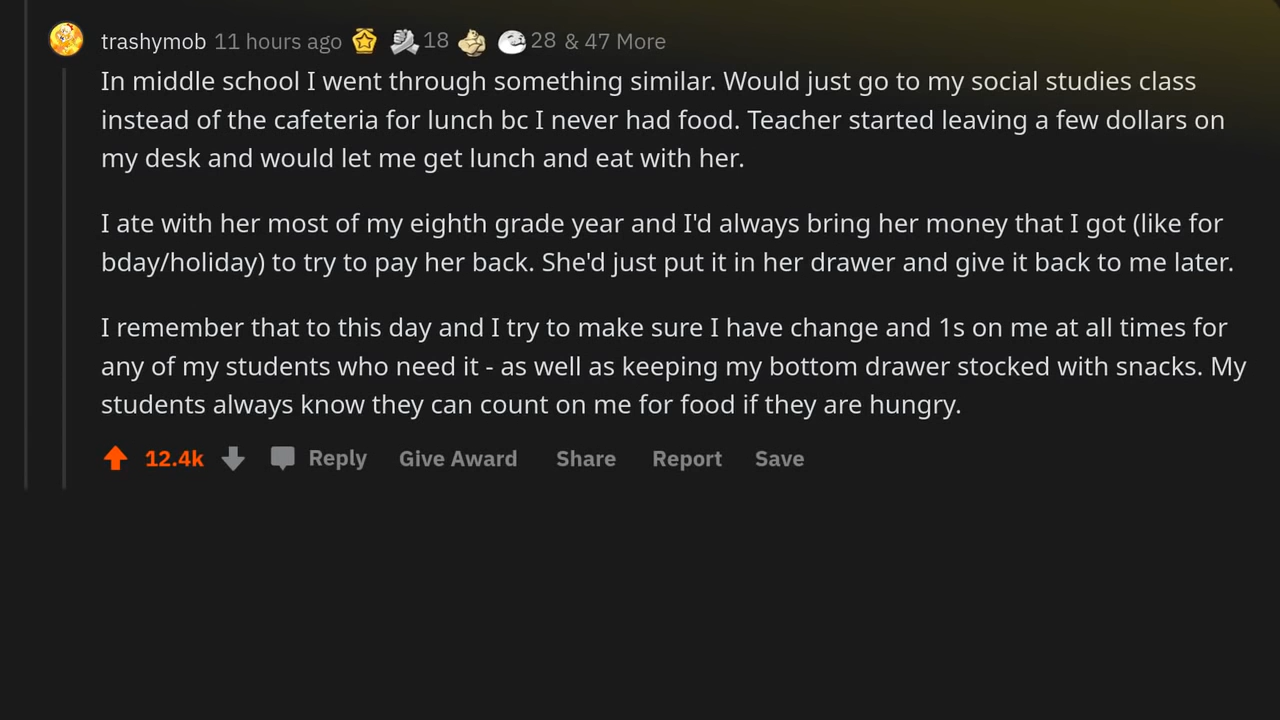 trashymob 11 hours ago 18 28 & 47 More
In middle school I went through something similar. Would just go to my social studies class
instead of the cafeteria for lunch bc I never had food. Teacher started leaving a few dollars on
my desk and would let me get lunch and eat with her.
I ate with her most of my eighth grade year and I'd always bring her money that I got (like for
bday/holiday) to try to pay her back. She'd just put it in her drawer and give it back to me later.
I remember that to this day and I try to make sure I have change and 1s on me at all times for
any of my students who need it - as well as keeping my bottom drawer stocked with snacks. My
students always know they can count on me for food if they are hungry.
12.4k Reply Give Award Share Report Save